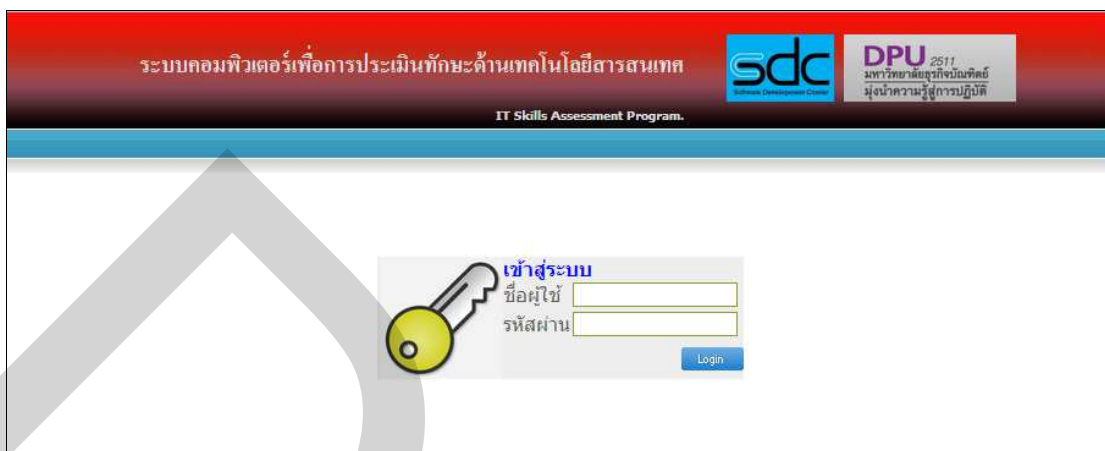 ระบบคอมพิวเตอร์เพื่อการประเมินทักษะด้านเทคโนโลยีสารสนเทศ
IT Skills Assessment Program.
sdc
Software Development Center
DPU 2511
มหาวิทยาลัยธุรกิจบัณฑิตย์
มุ่งนำความรู้สู่การปฏิบัติ
เข้าสู่ระบบ
ชื่อผู้ใช้
รหัสผ่าน
Login